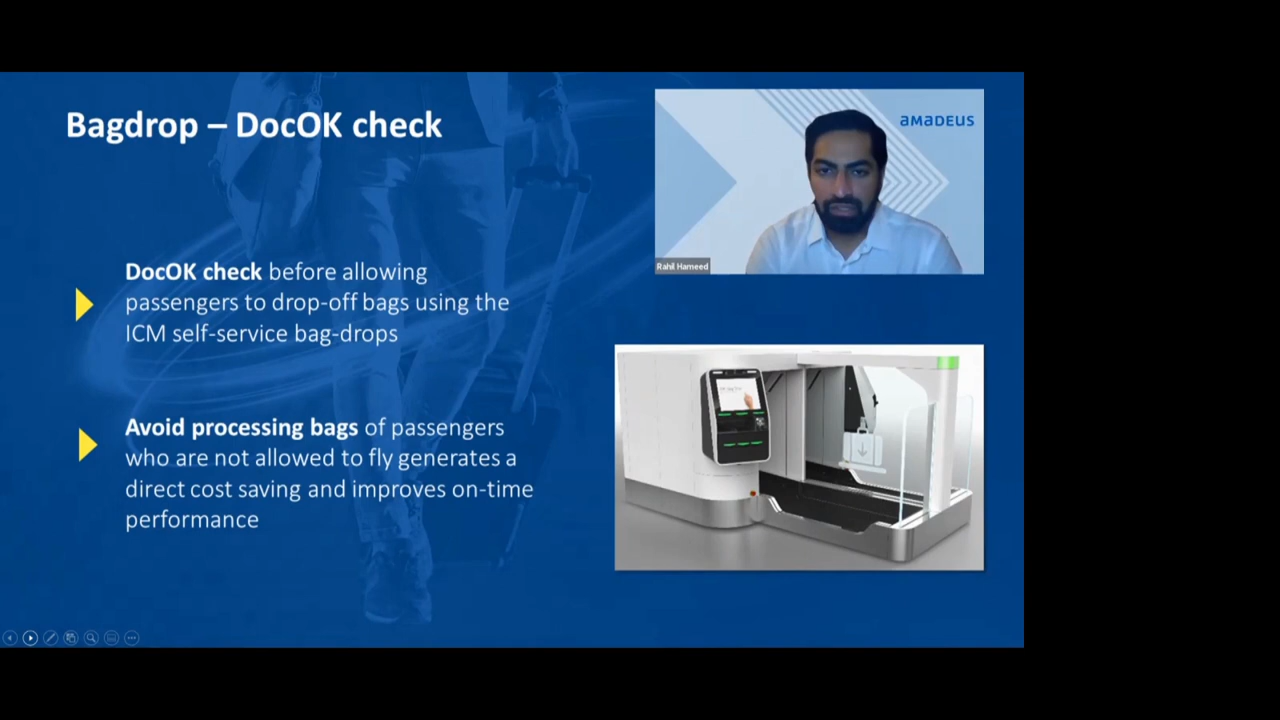 Bagdrop – DocOK check
aMaDEUS
Rahil Hameed
DocOK check before allowing
passengers to drop-off bags using the
ICM self-service bag-drops
Avoid processing bags of passengers
who are not allowed to fly generates a
direct cost saving and improves on-time
performance